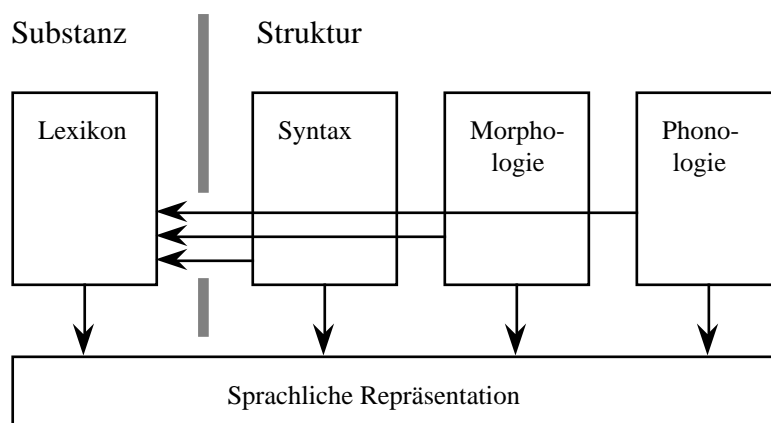 Substanz
Struktur
Lexikon
Syntax
Morpho-
logie
Phono-
logie
Sprachliche Repräsentation